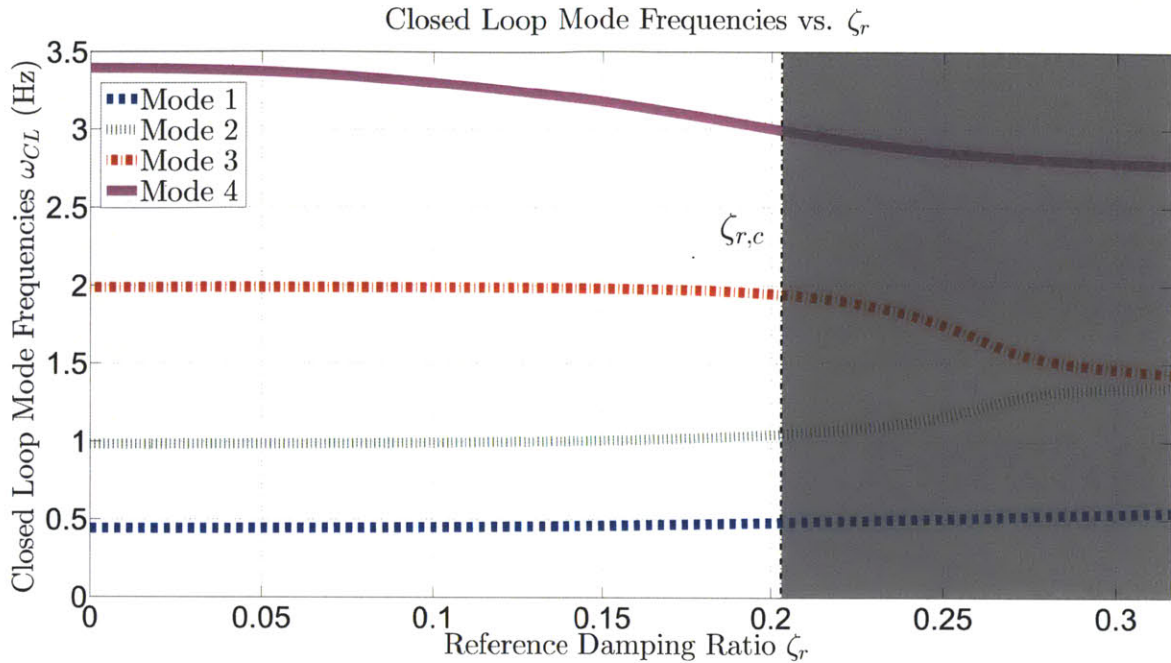 Closed Loop Mode Frequencies vs. ζr
Closed Loop Mode Frequencies ωCL (Hz)
3.5
3
2.5
2
1.5
1
0.5
0
Mode 1
Mode 2
Mode 3
Mode 4
ζr,c
0
0.05
0.1
0.15
0.2
0.25
0.3
Reference Damping Ratio ζr